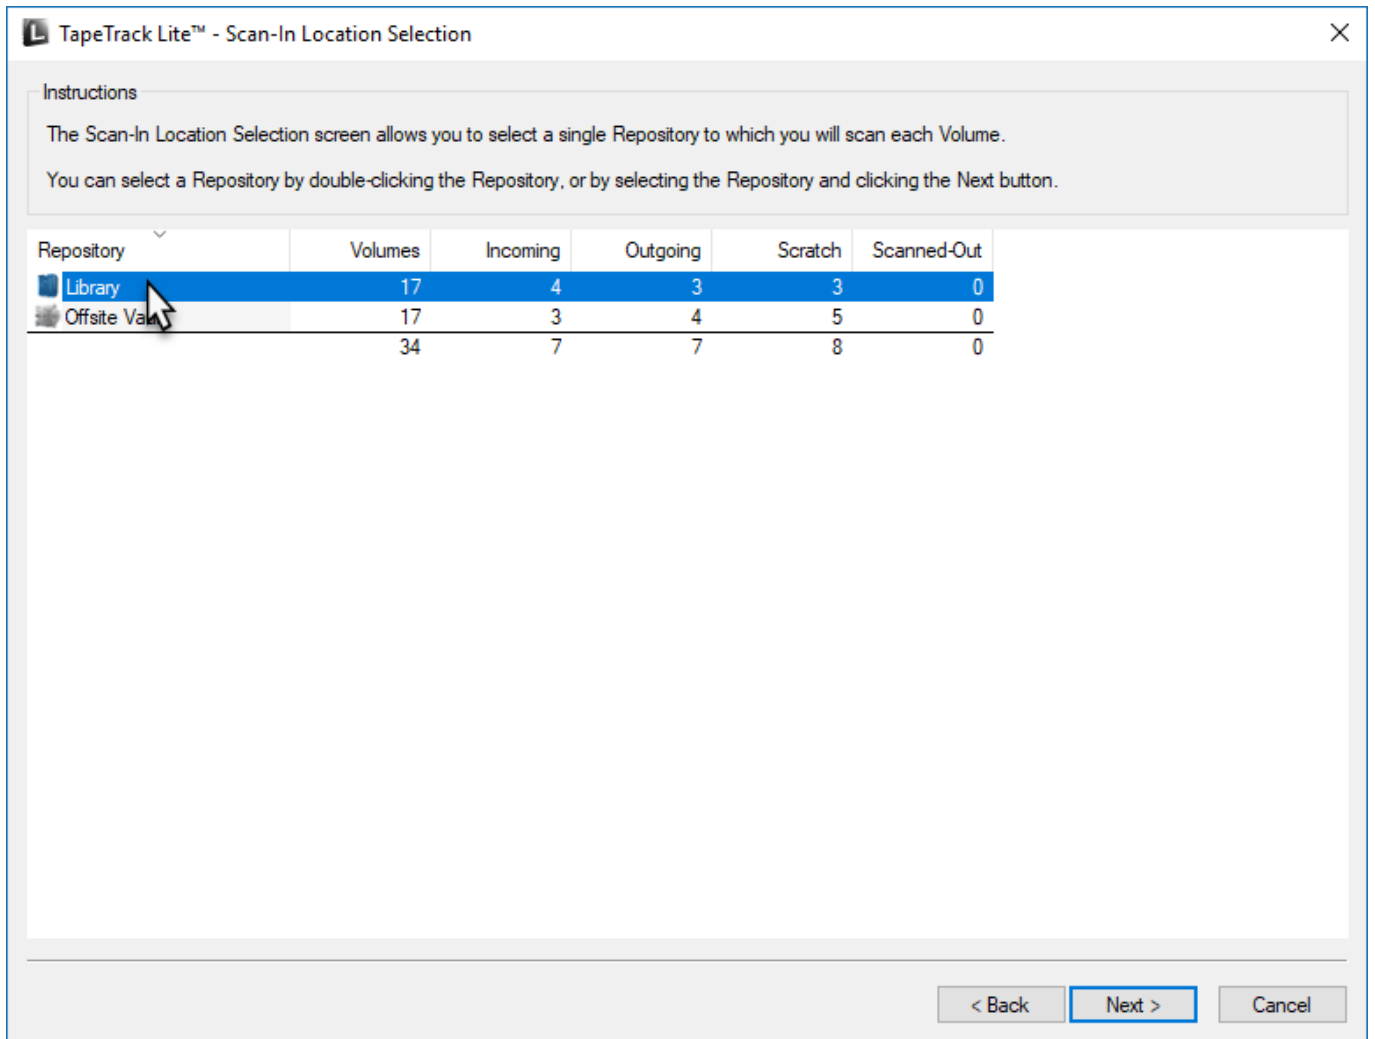 L TapeTrack Lite™ - Scan-In Location Selection
Instructions
The Scan-In Location Selection screen allows you to select a single Repository to which you will scan each Volume.
You can select a Repository by double-clicking the Repository, or by selecting the Repository and clicking the Next button.
Repository Volumes Incoming Outgoing Scratch Scanned-Out
Library 17 4 3 3 0
Offsite 17 3 4 5 0
34 7 7 8 0
< Back Next > Cancel